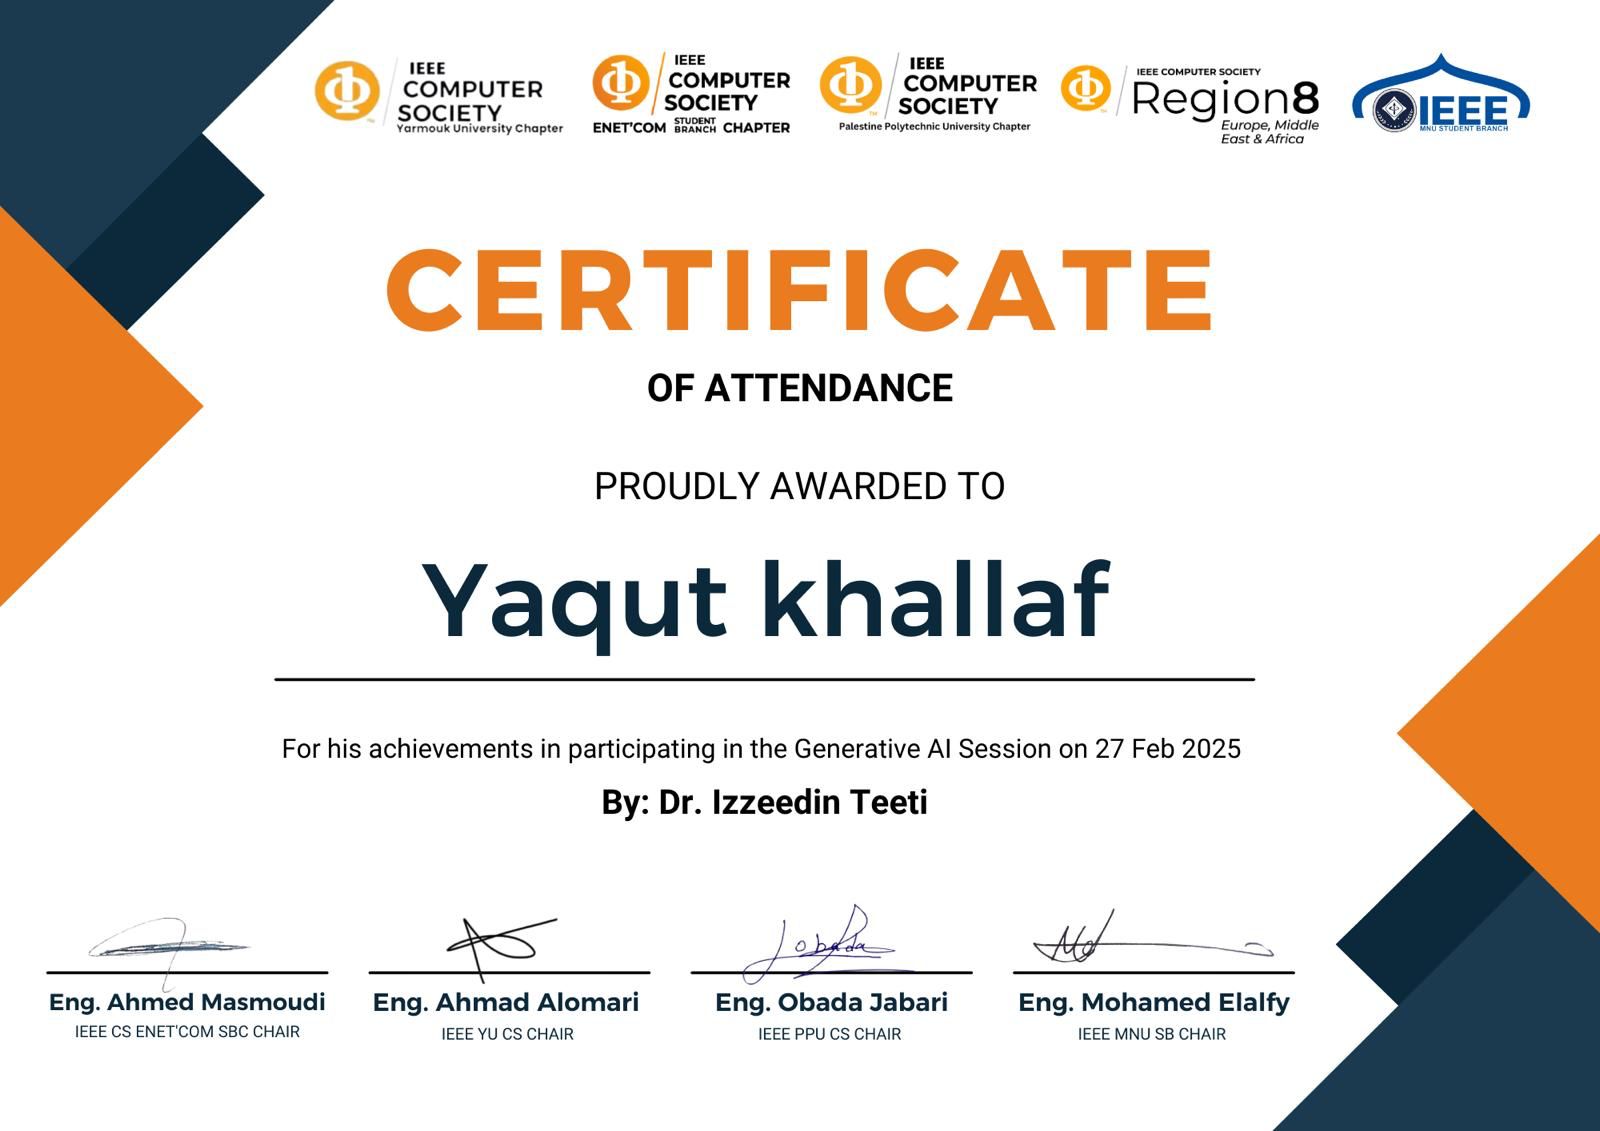 IEEE
COMPUTER
SOCIETY
Yarmouk University Chapter
IEEE
COMPUTER
SOCIETY
ENET'COM STUDENT BRANCH CHAPTER
IEEE
COMPUTER
SOCIETY
TM
Palestine Polytechnic University Chapter
IEEE COMPUTER SOCIETY
Region8
Europe, Middle
East & Africa
IEEE
MNU STUDENT BRANCH
CERTIFICATE
OF ATTENDANCE
PROUDLY AWARDED TO
Yaqut khallaf
For his achievements in participating in the Generative AI Session on 27 Feb 2025
By: Dr. Izzeedin Teeti
Obada
Eng. Ahmed Masmoudi
IEEE CS ENET'COM SBC CHAIR
Eng. Ahmad Alomari
IEEE YU CS CHAIR
Eng. Obada Jabari
IEEE PPU CS CHAIR
Eng. Mohamed Elalfy
IEEE MNU SB CHAIR